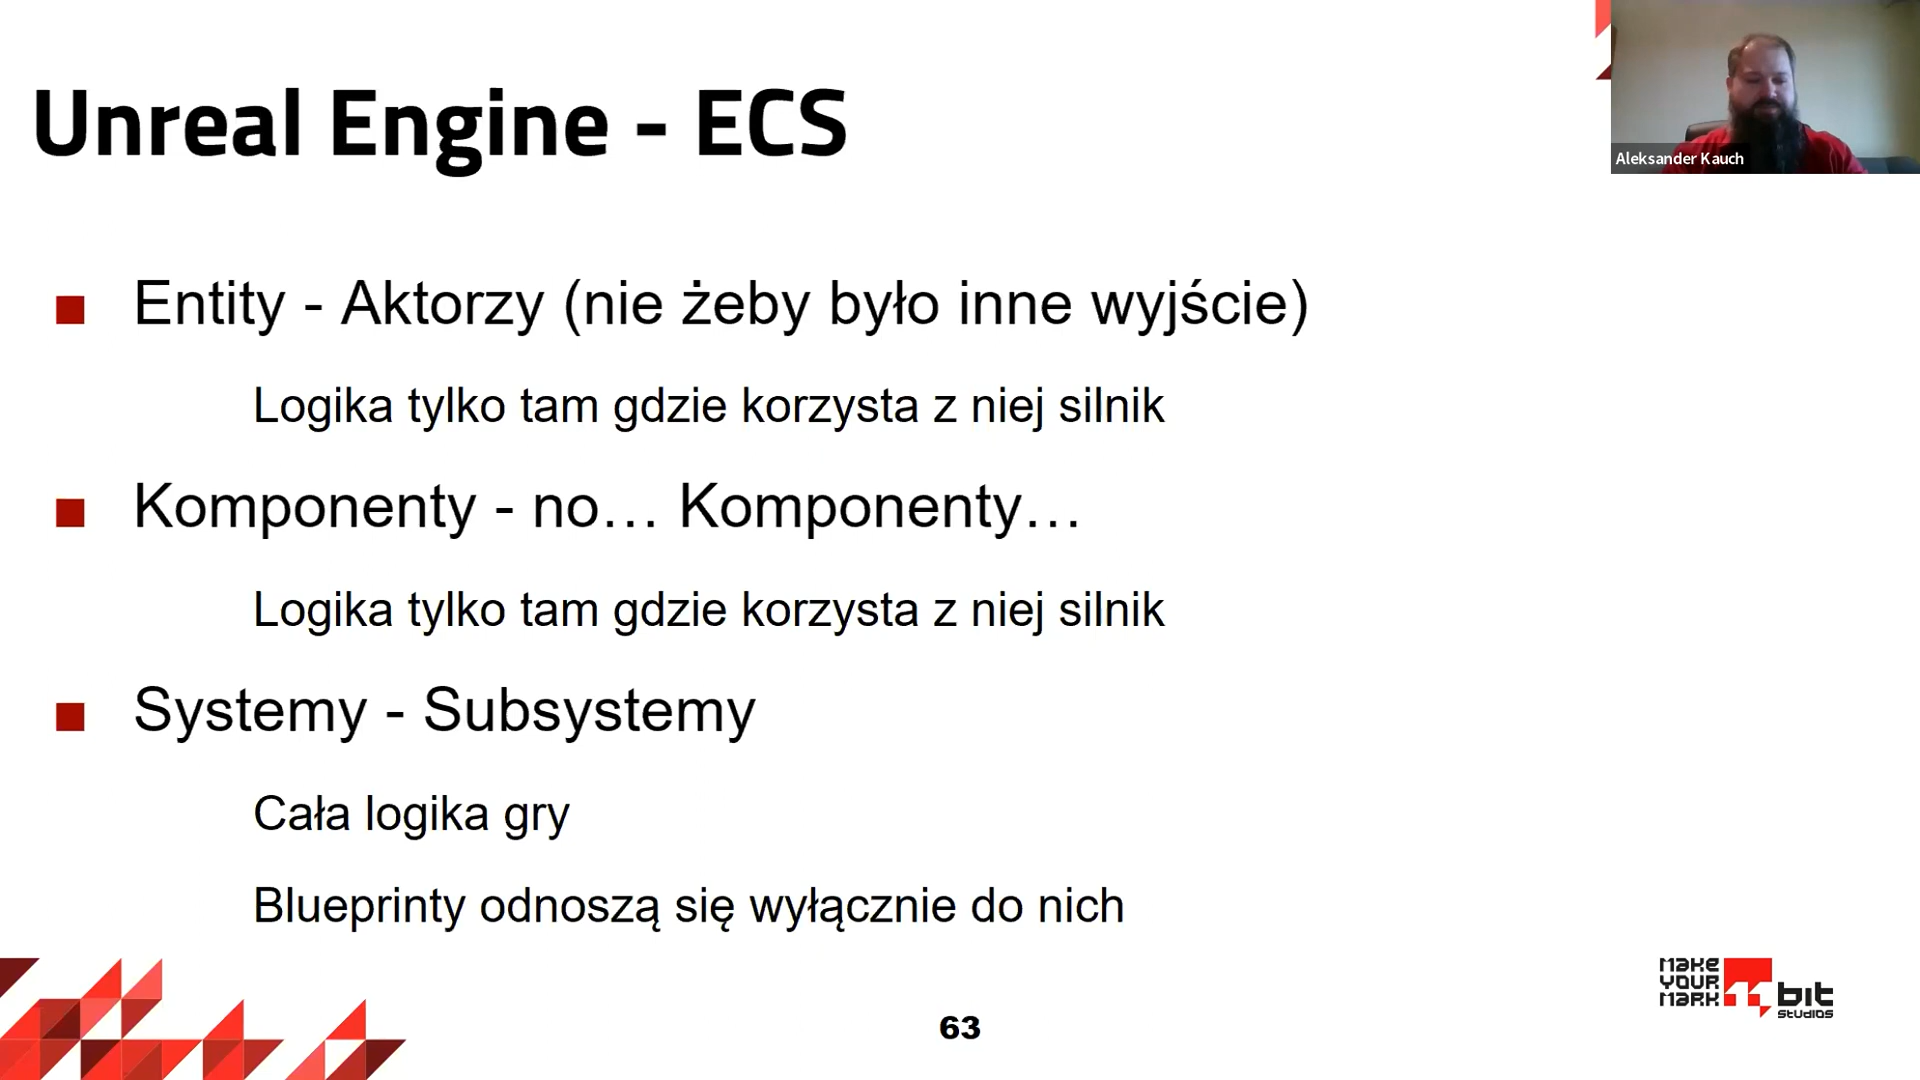 Unreal Engine - ECS
Aleksander Kauch
Entity - Aktorzy (nie żeby było inne wyjście)
Logika tylko tam gdzie korzysta z niej silnik
Komponenty - no… Komponenty…
Logika tylko tam gdzie korzysta z niej silnik
Systemy - Subsystemy
Cała logika gry
Blueprinty odnoszą się wyłącznie do nich
MAKE
YOUR
MARK
11 bit
STUDIOS
63